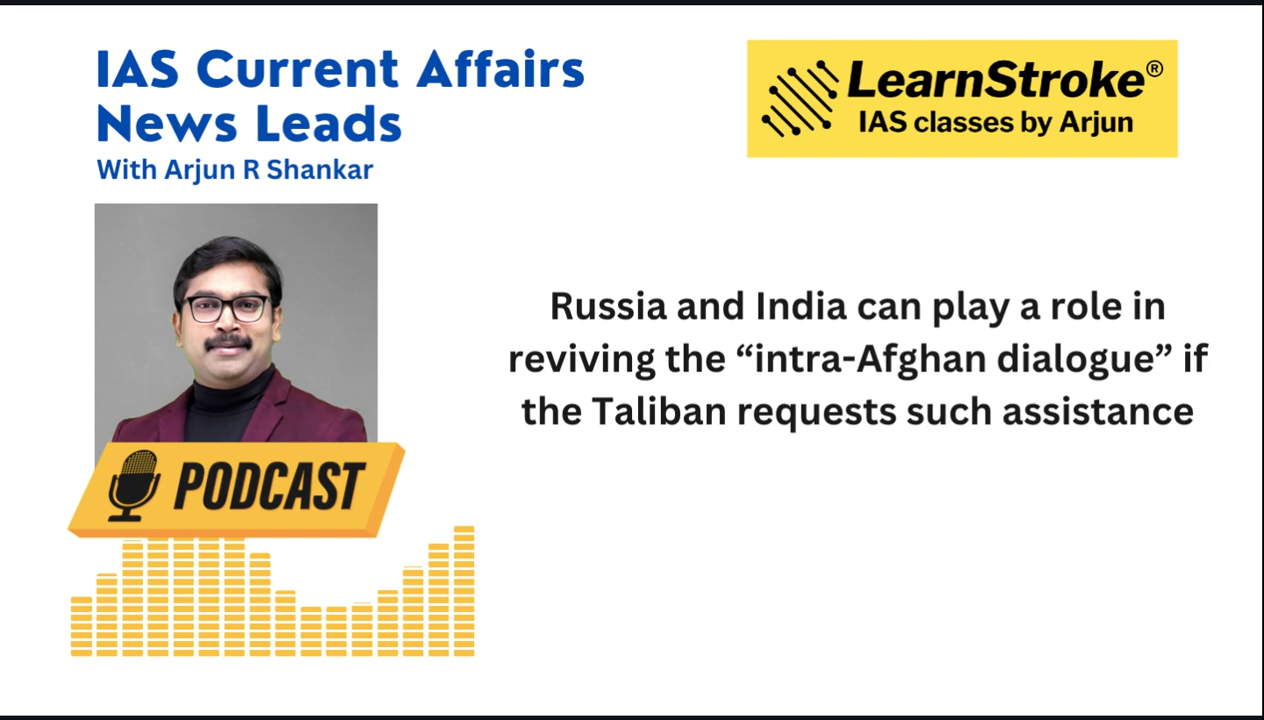 IAS Current Affairs
News Leads
With Arjun R Shankar
LearnStroke®
IAS classes by Arjun
Russia and India can play a role in
reviving the “intra-Afghan dialogue” if
the Taliban requests such assistance
PODCAST